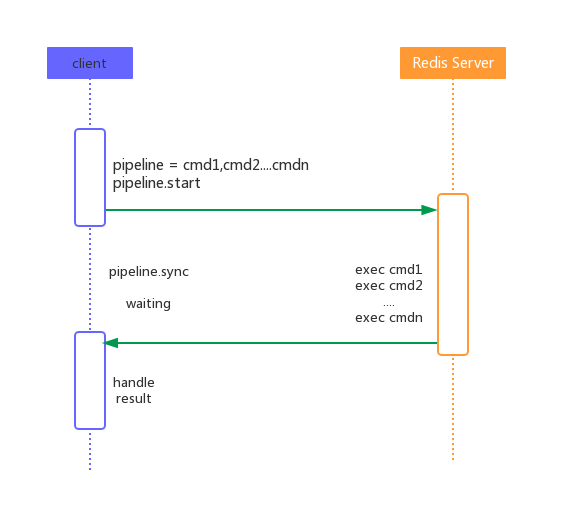 client
Redis Server
pipeline = cmd1,cmd2....cmdn
pipeline.start
pipeline.sync
waiting
exec cmd1
exec cmd2
....
exec cmdn
handle
result